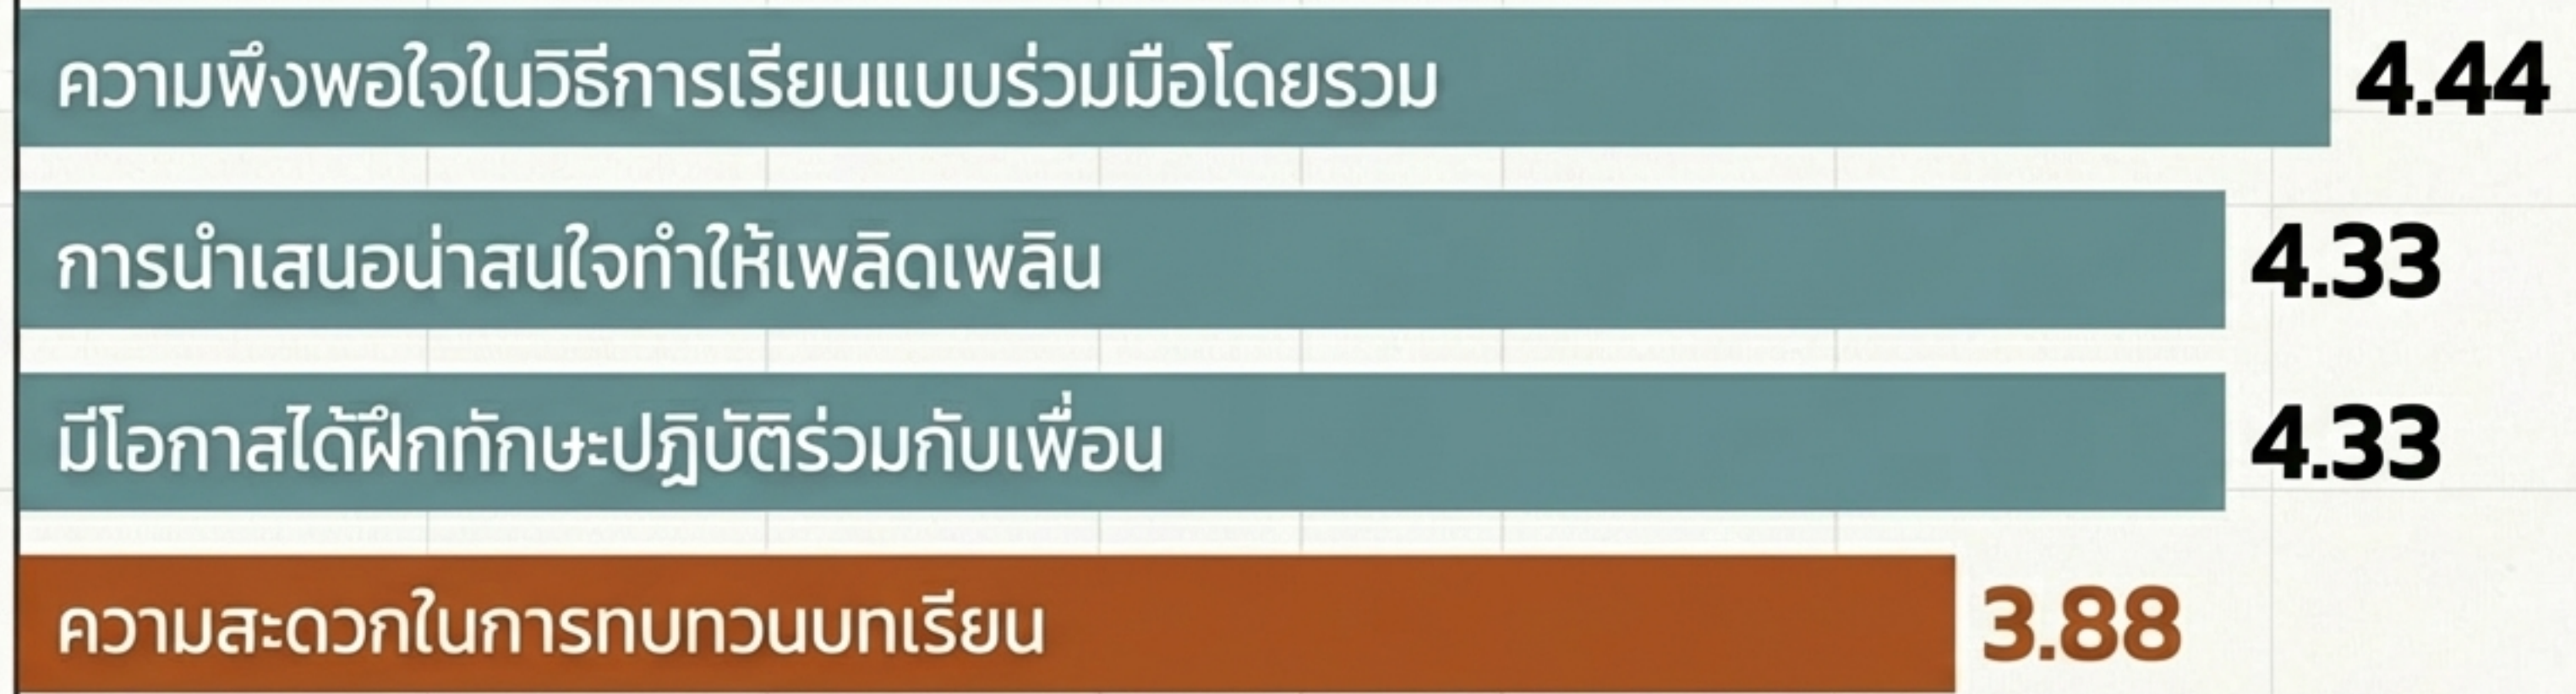 ความพึงพอใจในวิธีการเรียนแบบร่วมมือโดยรวม 4.44
การนำเสนอน่าสนใจทำให้เพลิดเพลิน 4.33
มีโอกาสได้ฝึกทักษะปฏิบัติร่วมกับเพื่อน 4.33
ความสะดวกในการทบทวนบทเรียน 3.88